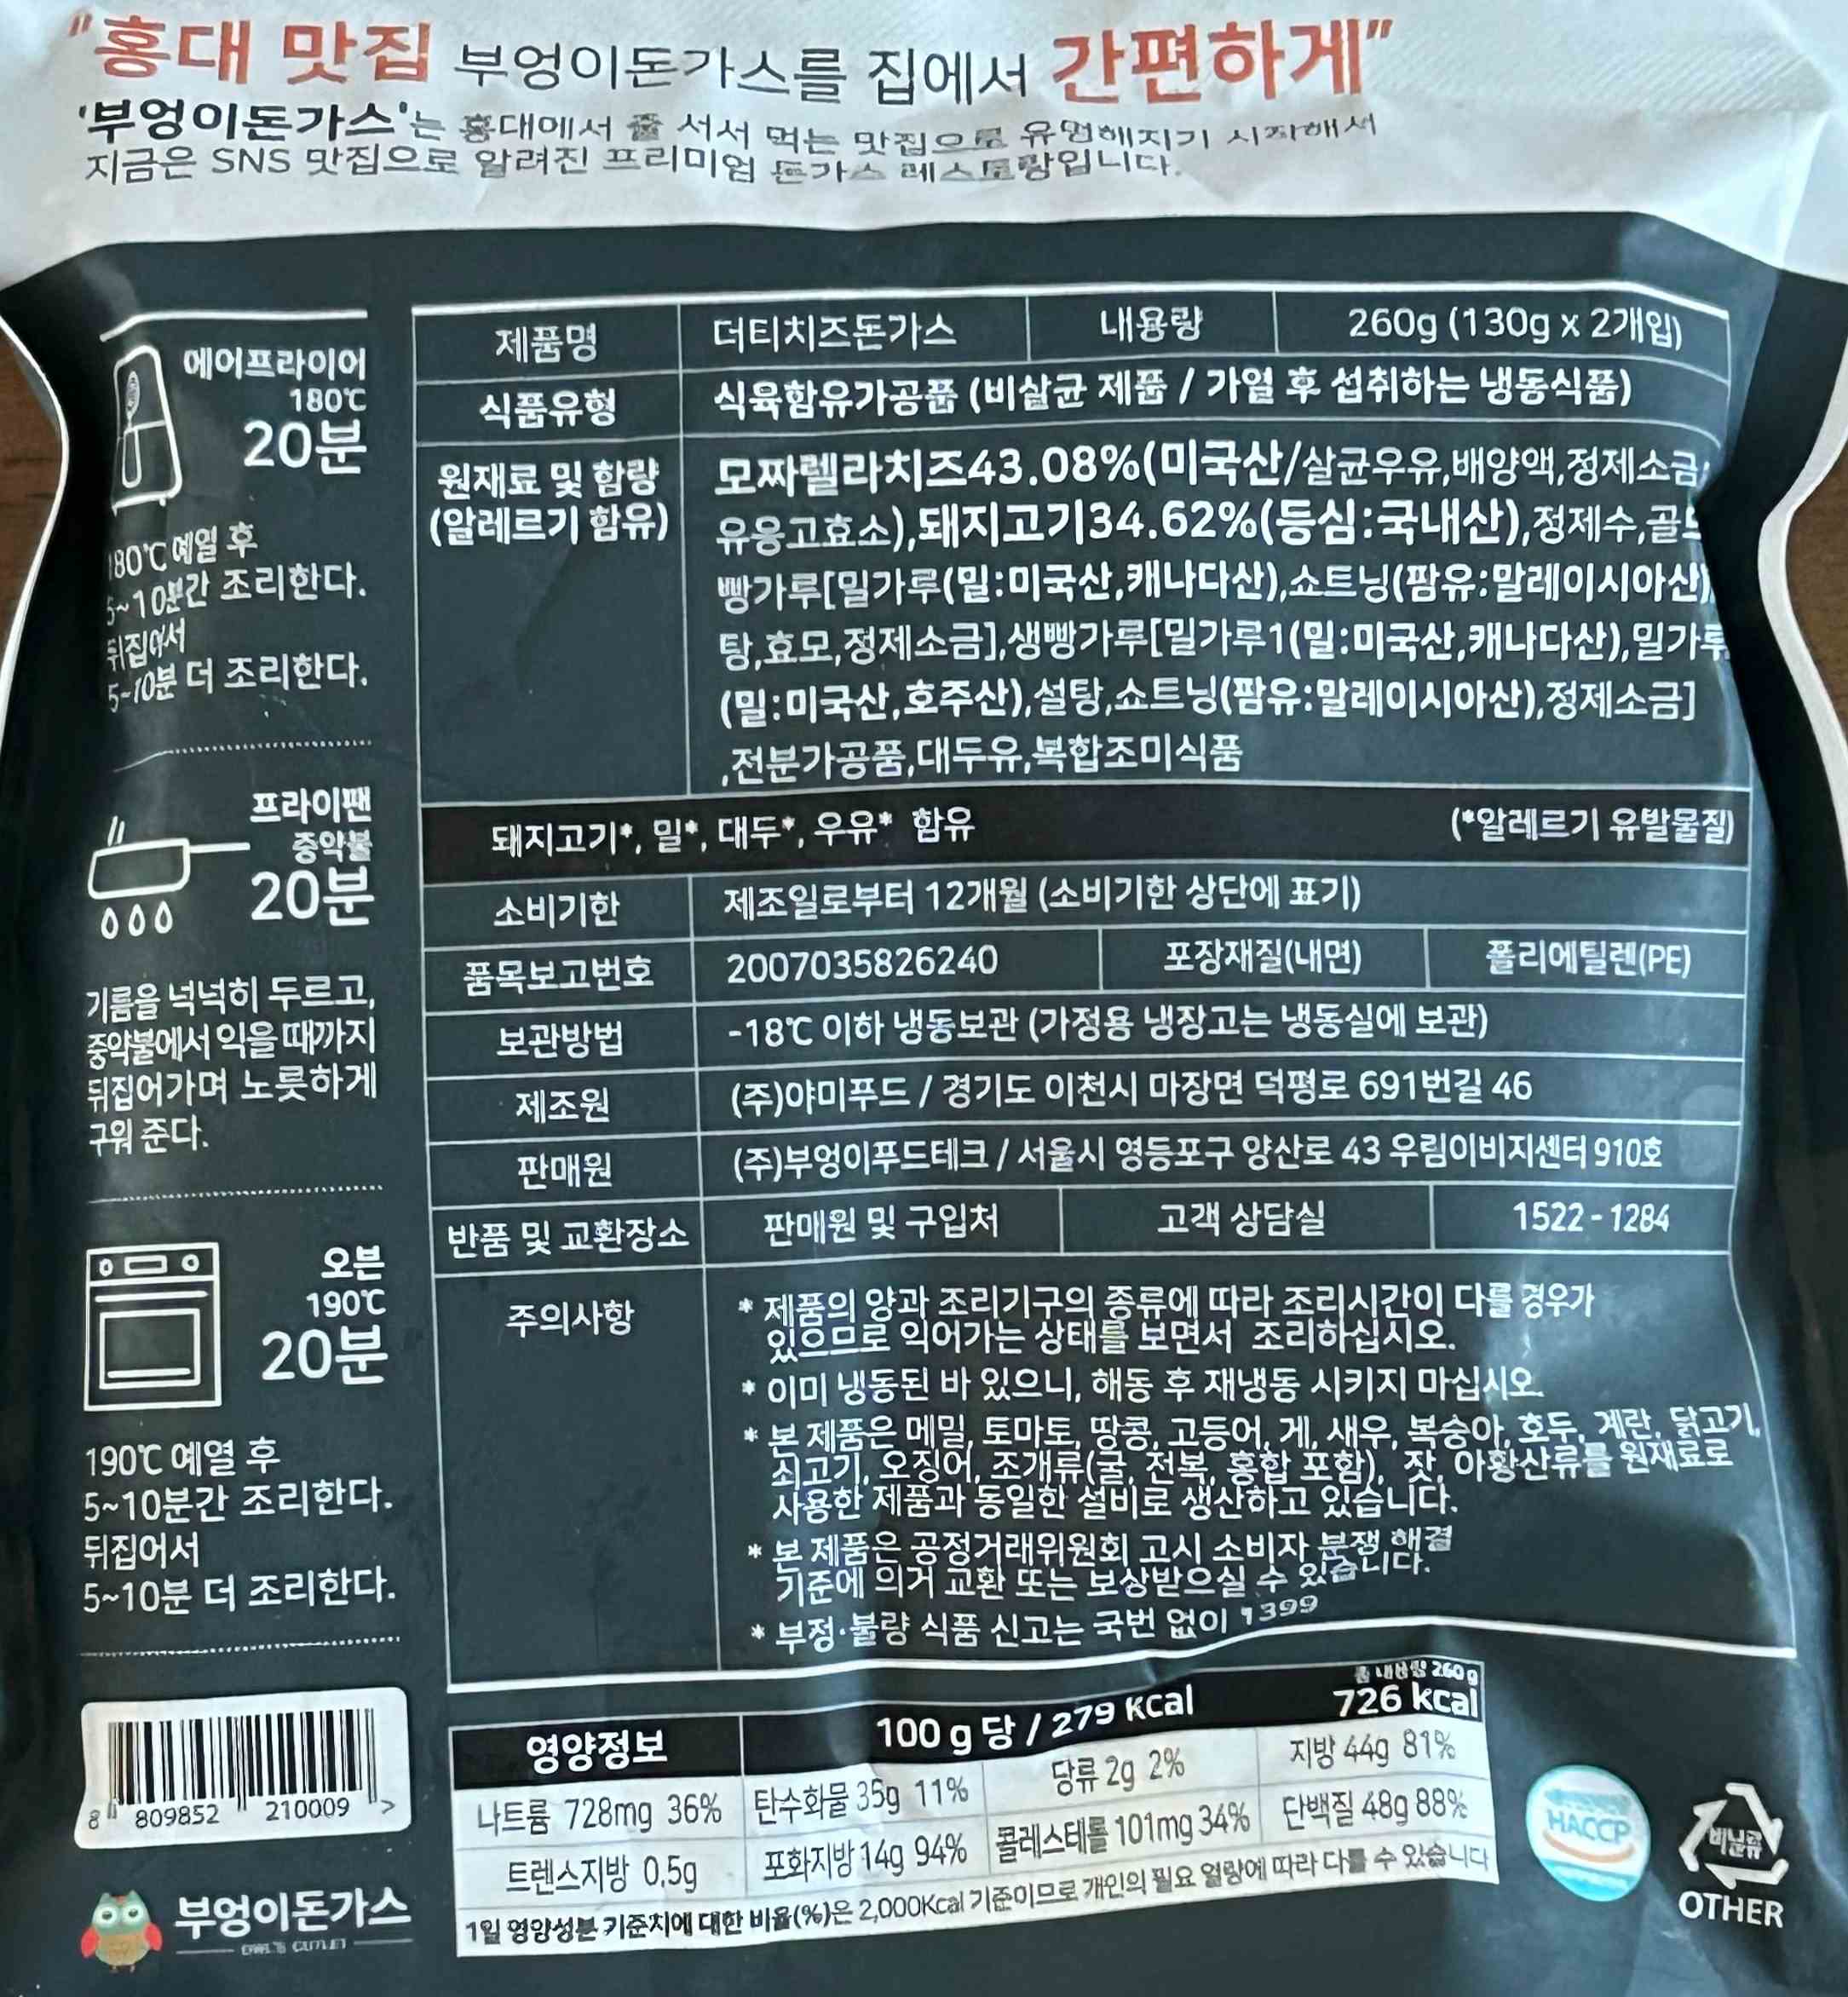 "홍대 맛집 부엉이돈가스를 집에서 간편하게"
'부엉이돈가스'는 홍대에서 줄 서서 먹는 맛집으로 유명해지기 시작해서
지금은 SNS 맛집으로 알려진 프리미엄 돈가스 레스토랑입니다.
에어프라이어
180℃
20분
180℃ 예열 후
5~10분간 조리한다.
뒤집어서
5~10분 더 조리한다.
프라이팬
중약불
20분
기름을 넉넉히 두르고,
중약불에서 익을 때까지
뒤집어가며 노릇하게
구워 준다.
오븐
190℃
20분
190℃ 예열 후
5~10분간 조리한다.
뒤집어서
5~10분 더 조리한다.
8 809852 210009 >
부엉이돈가스
제품명 더티치즈돈가스 내용량 260g (130g x 2개입)
식품유형 식육함유가공품 (비살균 제품 / 가열 후 섭취하는 냉동식품)
원재료 및 함량
(알레르기 함유)
모짜렐라치즈43.08%(미국산/살균우유,배양액,정제소금,
유응고효소),돼지고기34.62%(등심:국내산),정제수,골드
빵가루[밀가루(밀:미국산,캐나다산),쇼트닝(팜유:말레이시아산)
탕,효모,정제소금],생빵가루[밀가루1(밀:미국산,캐나다산),밀가루
(밀:미국산,호주산),설탕,쇼트닝(팜유:말레이시아산),정제소금]
,전분가공품,대두유,복합조미식품
돼지고기*, 밀*, 대두*, 우유* 함유 (*알레르기 유발물질)
소비기한 제조일로부터 12개월 (소비기한 상단에 표기)
품목보고번호 2007035826240 포장재질(내면) 폴리에틸렌(PE)
보관방법 -18℃ 이하 냉동보관 (가정용 냉장고는 냉동실에 보관)
제조원 (주)야미푸드 / 경기도 이천시 마장면 덕평로 691번길 46
판매원 (주)부엉이푸드테크 / 서울시 영등포구 양산로 43 우림이비지센터 910호
반품 및 교환장소 판매원 및 구입처 고객 상담실 1522 - 1284
주의사항
* 제품의 양과 조리기구의 종류에 따라 조리시간이 다를 경우가
있으므로 익어가는 상태를 보면서 조리하십시오.
* 이미 냉동된 바 있으니, 해동 후 재냉동 시키지 마십시오.
* 본 제품은 메밀, 토마토, 땅콩, 고등어, 게, 새우, 복숭아, 호두, 계란, 닭고기,
쇠고기, 오징어, 조개류(굴, 전복, 홍합 포함), 잣, 아황산류를 원재료로
사용한 제품과 동일한 설비로 생산하고 있습니다.
* 본 제품은 공정거래위원회 고시 소비자 분쟁 해결
기준에 의거 교환 또는 보상받으실 수 있습니다.
* 부정·불량 식품 신고는 국번 없이 1399
영양정보 100 g 당 / 279 Kcal
총 내용량 260 g
726 kcal
나트륨 728mg 36% 탄수화물 35g 11% 당류 2g 2% 지방 44g 81%
트렌스지방 0.5g 포화지방 14g 94% 콜레스테롤 101mg 34% 단백질 48g 88%
1일 영양성분 기준치에 대한 비율(%)은 2,000Kcal 기준이므로 개인의 필요 열량에 따라 다를 수 있습니다
HACCP
비닐류
OTHER